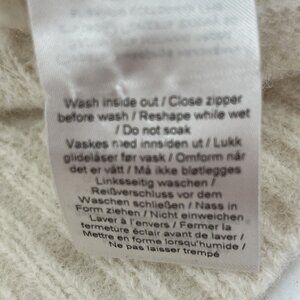 Wash inside out / Close zipper
before wash / Reshape while wet
/ Do not soak
Vaskes med innsiden ut / Lukk
glidelåser før vask / Omform når
det er vått / Må ikke bløtlegges
Linksseitig waschen /
Reißverschluss vor dem
Waschen schließen / Nass in
Form ziehen / Nicht einweichen
Laver à l'envers / Fermer la
fermeture éclair avant de laver /
Mettre en forme lorsqu'humide /
Ne pas laisser trempé